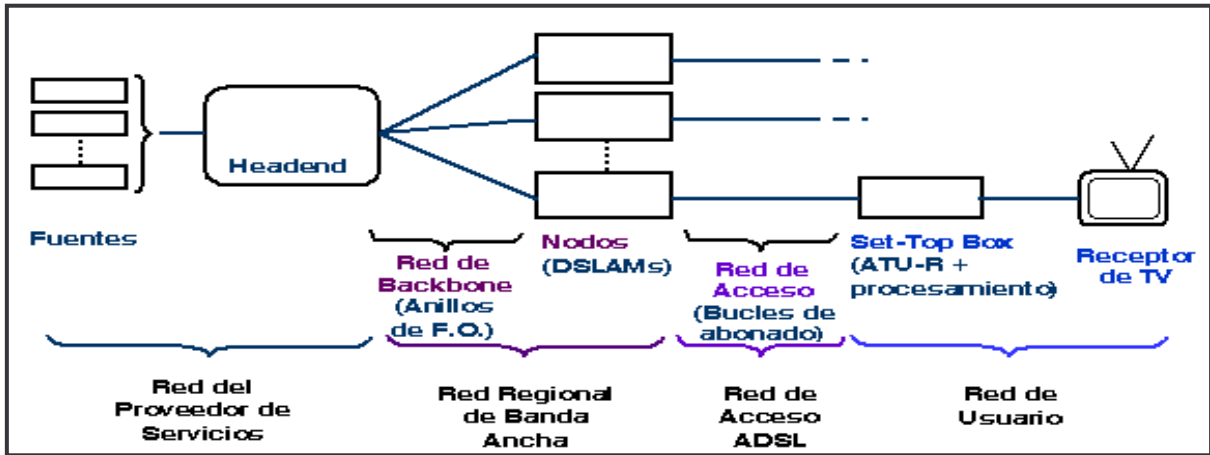 Headend
Fuentes
Red de
Backbone
(Anillos
de F.O.)
Nodos
(DSLAMs)
Red de
Acceso
(Bucles de
abonado)
Set-Top Box
(ATU-R +
procesamiento)
Receptor
de TV
Red del
Proveedor de
Servicios
Red Regional
de Banda
Ancha
Red de
Acceso
ADSL
Red de
Usuario